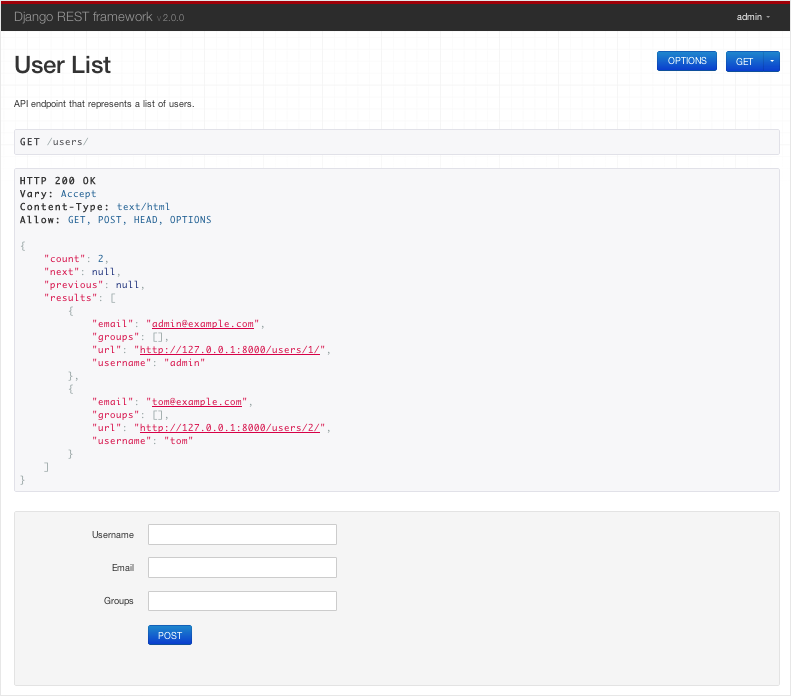 Django REST framework v 2.0.0
admin
User List
OPTIONS
GET
API endpoint that represents a list of users.
GET /users/
HTTP 200 OK
Vary: Accept
Content-Type: text/html
Allow: GET, POST, HEAD, OPTIONS
{
    "count": 2,
    "next": null,
    "previous": null,
    "results": [
        {
            "email": "admin@example.com",
            "groups": [],
            "url": "http://127.0.0.1:8000/users/1/",
            "username": "admin"
        },
        {
            "email": "tom@example.com",
            "groups": [],
            "url": "http://127.0.0.1:8000/users/2/",
            "username": "tom"
        }
    ]
}
Username
Email
Groups
POST